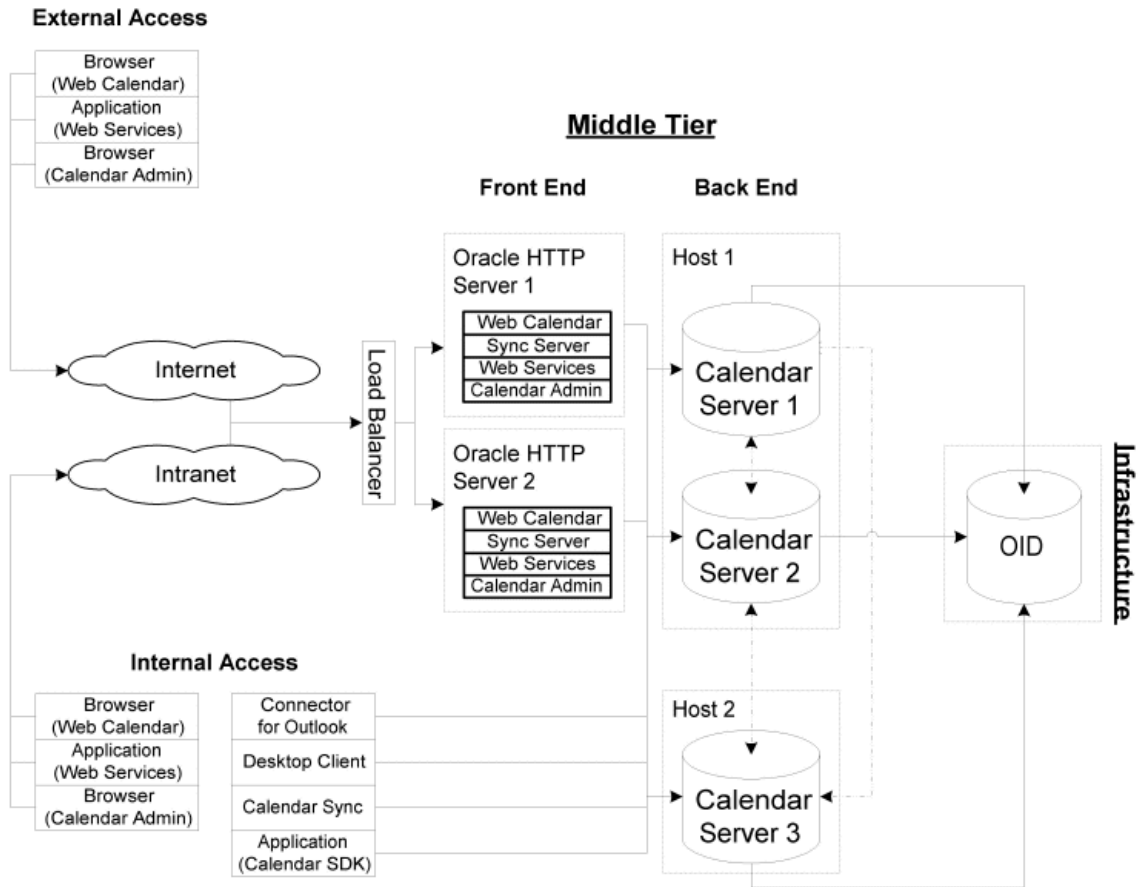 External Access
Browser
(Web Calendar)
Application
(Web Services)
Browser
(Calendar Admin)
Middle Tier
Front End
Back End
Oracle HTTP
Server 1
Web Calendar
Sync Server
Web Services
Calendar Admin
Host 1
Calendar
Server 1
Internet
Intranet
Load Balancer
Oracle HTTP
Server 2
Web Calendar
Sync Server
Web Services
Calendar Admin
Calendar
Server 2
OID
Infrastructure
Internal Access
Browser
(Web Calendar)
Application
(Web Services)
Browser
(Calendar Admin)
Connector
for Outlook
Desktop Client
Calendar Sync
Application
(Calendar SDK)
Host 2
Calendar
Server 3